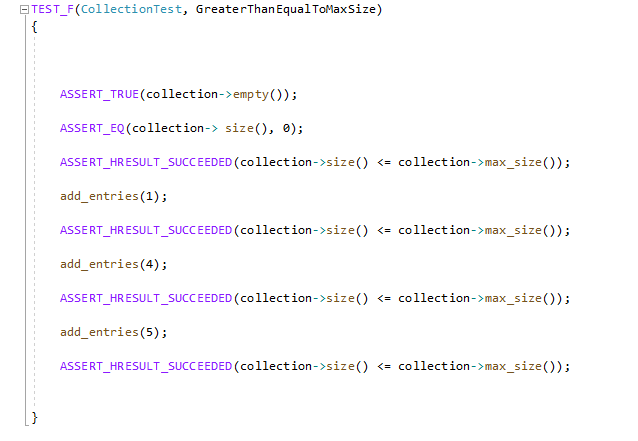 TEST_F(CollectionTest, GreaterThanEqualToMaxSize)
{
ASSERT_TRUE(collection->empty());
ASSERT_EQ(collection-> size(), 0);
ASSERT_HRESULT_SUCCEEDED(collection->size() <= collection->max_size());
add_entries(1);
ASSERT_HRESULT_SUCCEEDED(collection->size() <= collection->max_size());
add_entries(4);
ASSERT_HRESULT_SUCCEEDED(collection->size() <= collection->max_size());
add_entries(5);
ASSERT_HRESULT_SUCCEEDED(collection->size() <= collection->max_size());
}